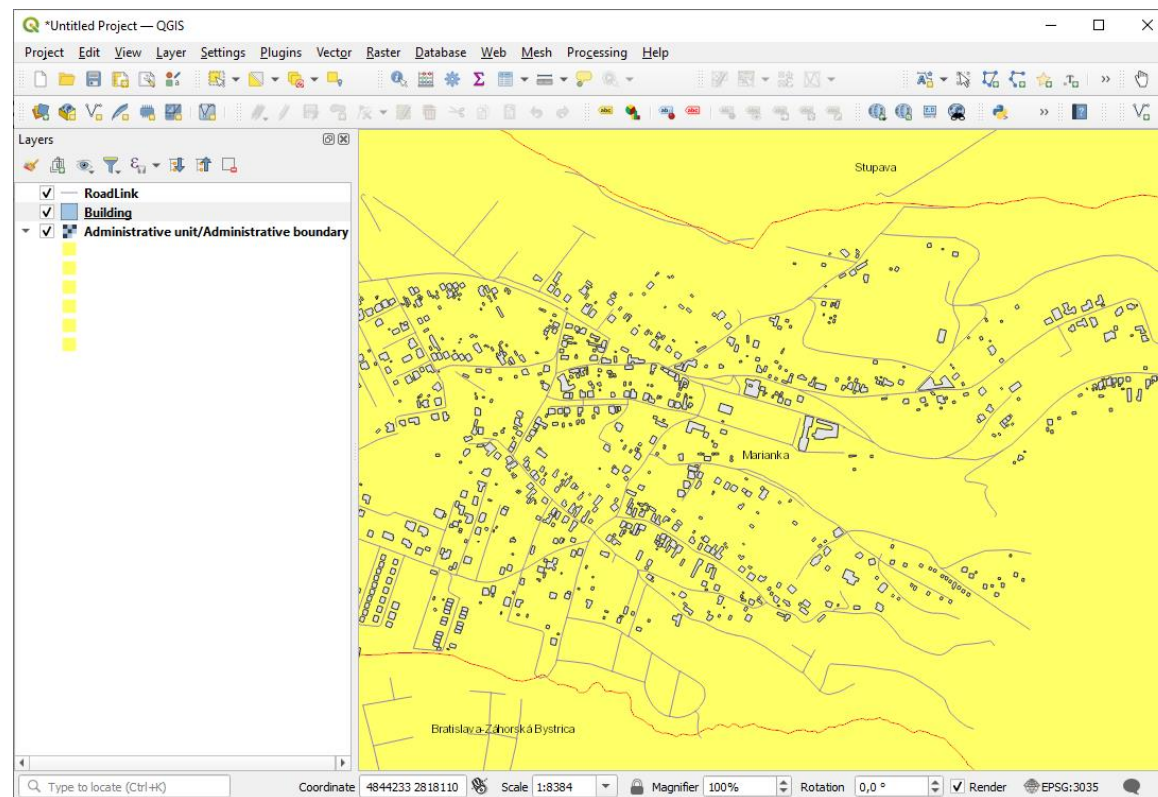 *Untitled Project — QGIS
Project Edit View Layer Settings Plugins Vector Raster Database Web Mesh Processing Help
Layers
RoadLink
Building
Administrative unit/Administrative boundary
Stupava
Marianka
Bratislava-Záhorská Bystrica
Type to locate (Ctrl+K) Coordinate 4844233 2818110 Scale 1:8384 Magnifier 100% Rotation 0,0 ° Render EPSG:3035